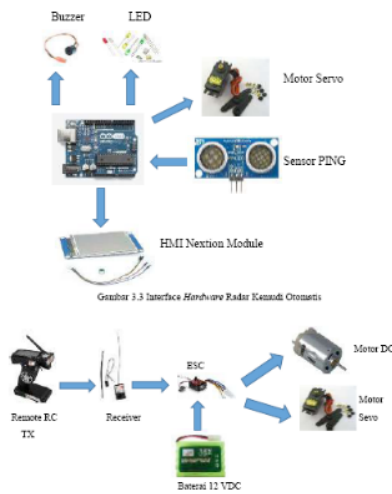 Buzzer
LED
Motor Servo
Sensor PING
HMI Nextion Module
Gambar 3.3 Interface Hardware Radar Kemudi Otomatis
Motor DC
ESC
Remote RC
TX
Receiver
Motor
Sevo
Baterai 12 VDC